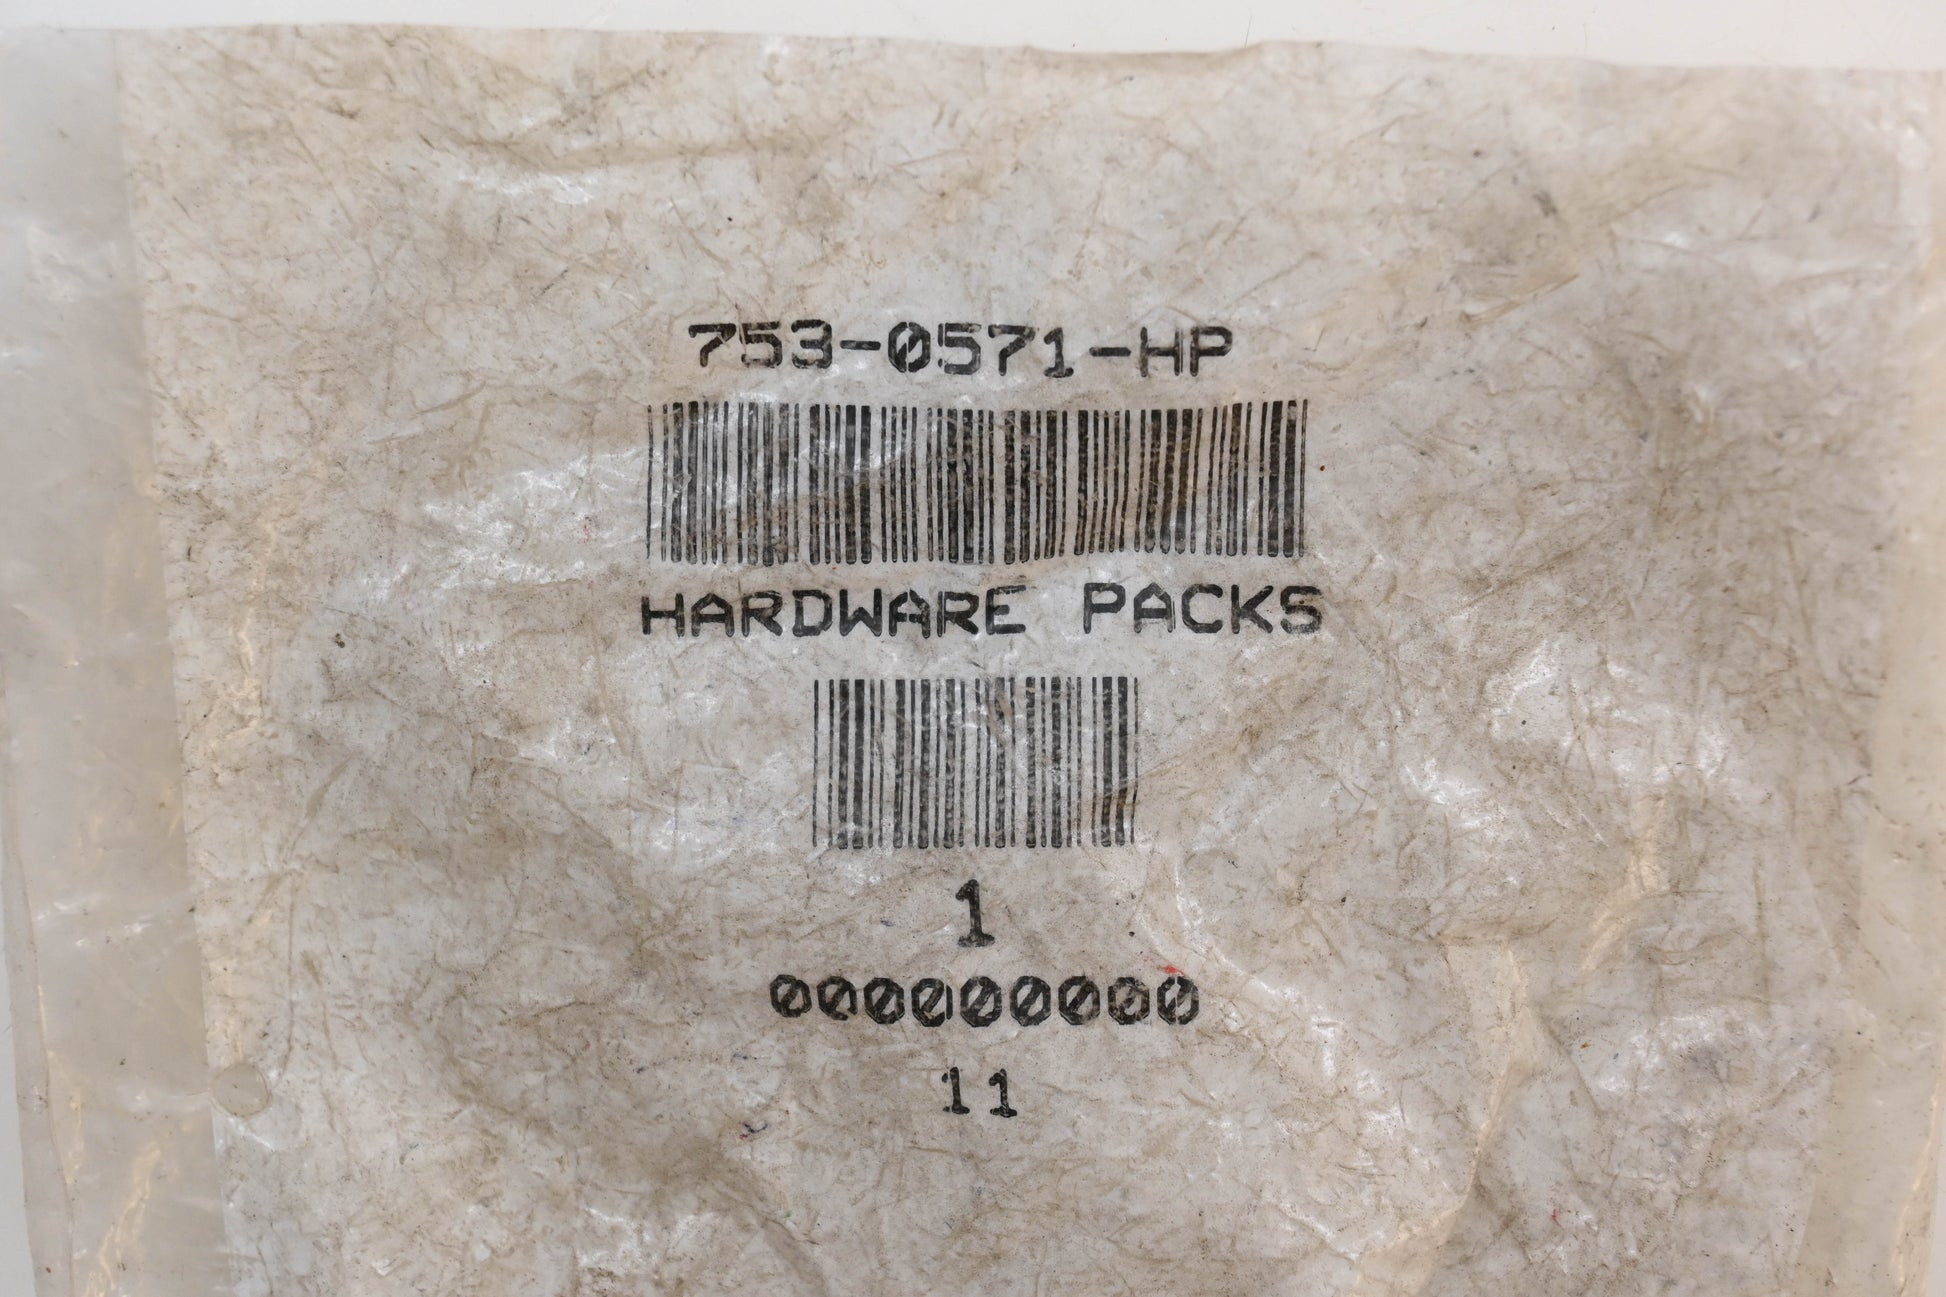 753-0571-HP
HARDWARE PACKS
1
000000000
11